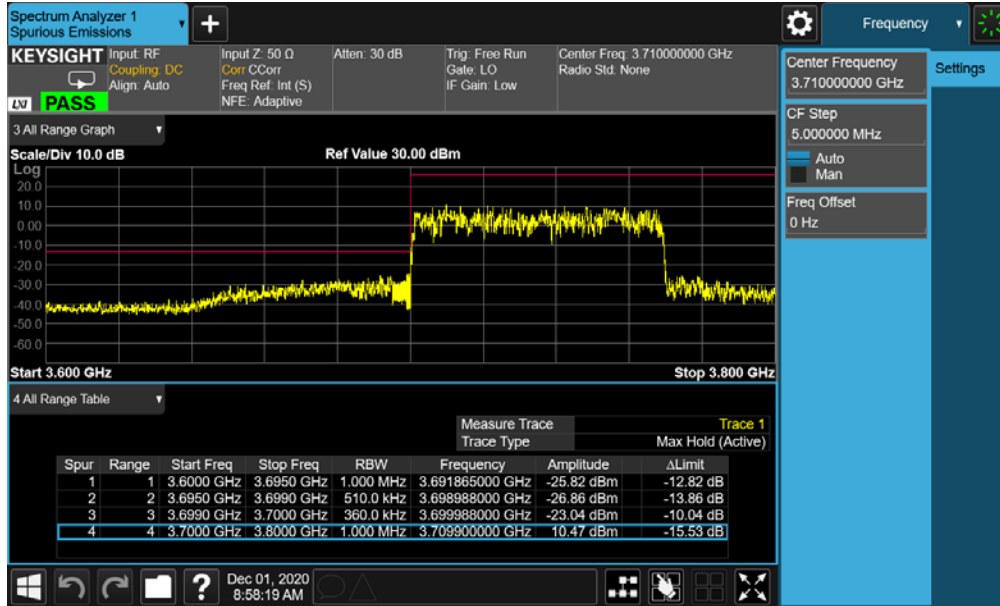 Spectrum Analyzer 1
Spurious Emissions
+
Frequency
KEYSIGHT Input: RF Input Z: 50 Ω Atten: 30 dB Trig: Free Run Center Freq: 3.710000000 GHz
Coupling: DC Corr CCorr Gate: LO Radio Std: None
Align: Auto Freq Ref: Int (S) IF Gain: Low
LXI PASS NFE: Adaptive
Center Frequency
3.710000000 GHz
Settings
CF Step
5.000000 MHz
Auto
Man
Freq Offset
0 Hz
3 All Range Graph
Scale/Div 10.0 dB Ref Value 30.00 dBm
Log
20.0
10.0
0.00
-10.0
-20.0
-30.0
-40.0
-50.0
-60.0
Start 3.600 GHz Stop 3.800 GHz
4 All Range Table
Measure Trace Trace 1
Trace Type Max Hold (Active)
Spur Range Start Freq Stop Freq RBW Frequency Amplitude ΔLimit
1 1 3.6000 GHz 3.6950 GHz 1.000 MHz 3.691865000 GHz -25.82 dBm -12.82 dB
2 2 3.6950 GHz 3.6990 GHz 510.0 kHz 3.698988000 GHz -26.86 dBm -13.86 dB
3 3 3.6990 GHz 3.7000 GHz 360.0 kHz 3.699988000 GHz -23.04 dBm -10.04 dB
4 4 3.7000 GHz 3.8000 GHz 1.000 MHz 3.709900000 GHz 10.47 dBm -15.53 dB
? Dec 01, 2020
8:58:19 AM